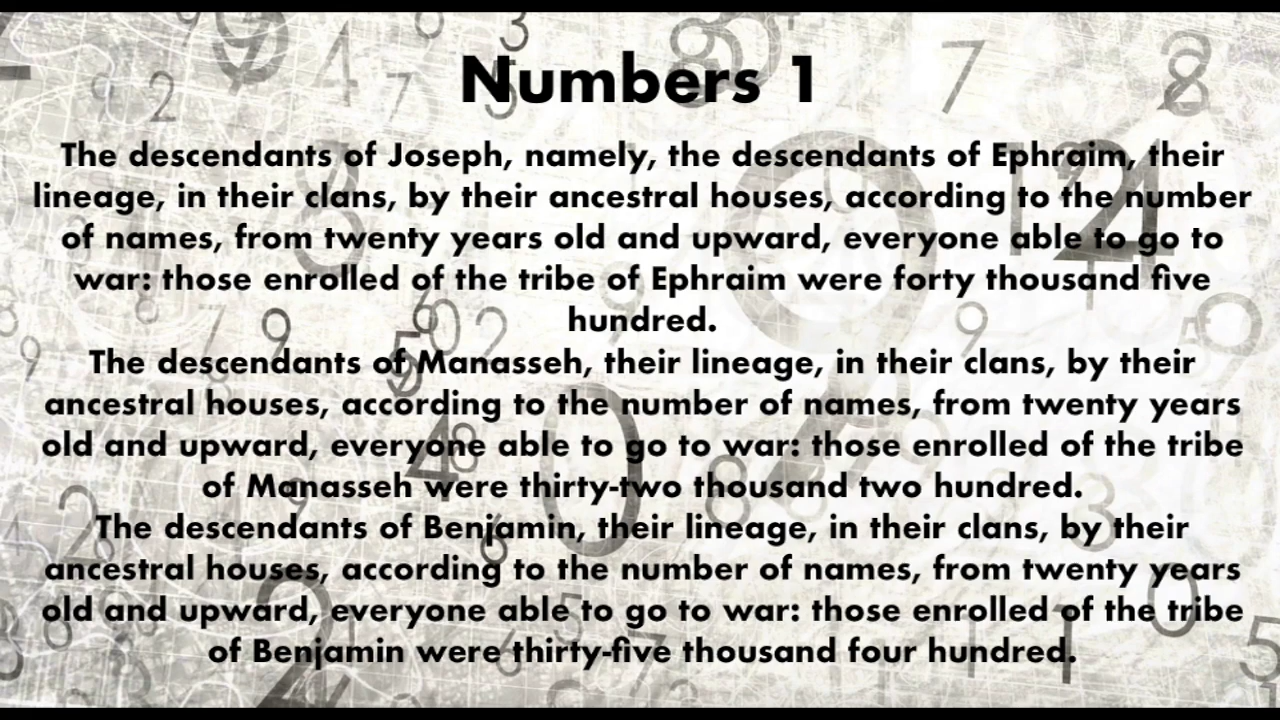 Numbers 1
The descendants of Joseph, namely, the descendants of Ephraim, their
lineage, in their clans, by their ancestral houses, according to the number
of names, from twenty years old and upward, everyone able to go to
war: those enrolled of the tribe of Ephraim were forty thousand five
hundred.
The descendants of Manasseh, their lineage, in their clans, by their
ancestral houses, according to the number of names, from twenty years
old and upward, everyone able to go to war: those enrolled of the tribe
of Manasseh were thirty-two thousand two hundred.
The descendants of Benjamin, their lineage, in their clans, by their
ancestral houses, according to the number of names, from twenty years
old and upward, everyone able to go to war: those enrolled of the tribe
of Benjamin were thirty-five thousand four hundred.